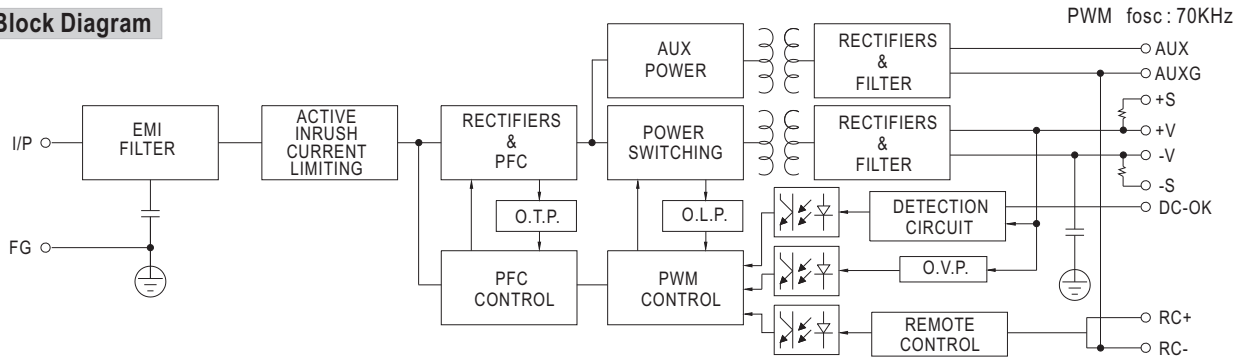 Block Diagram
PWM fosc : 70KHz
I/P
EMI
FILTER
ACTIVE
INRUSH
CURRENT
LIMITING
RECTIFIERS
&
PFC
AUX
POWER
RECTIFIERS
&
FILTER
AUX
AUXG
POWER
SWITCHING
RECTIFIERS
&
FILTER
+S
+V
-V
-S
O.T.P.
O.L.P.
DETECTION
CIRCUIT
DC-OK
FG
PFC
CONTROL
PWM
CONTROL
O.V.P.
REMOTE
CONTROL
RC+
RC-